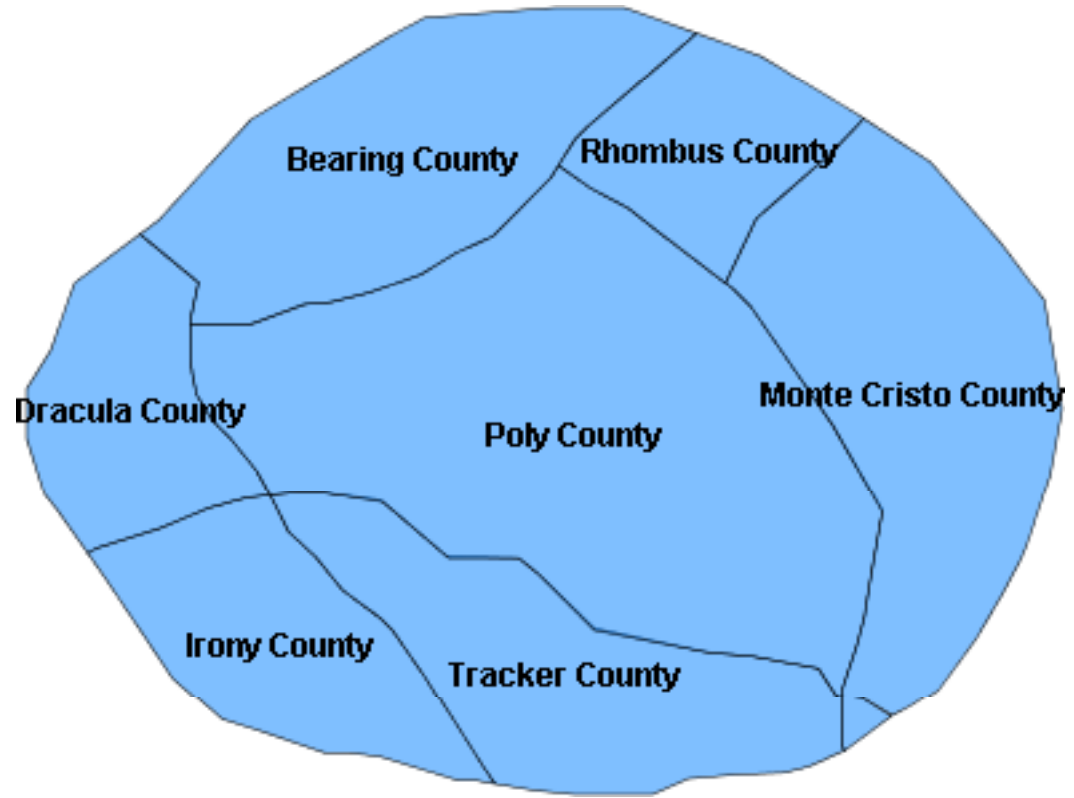 Bearing County
Rhombus County
Monte Cristo County
Dracula County
Poly County
Irony County
Tracker County